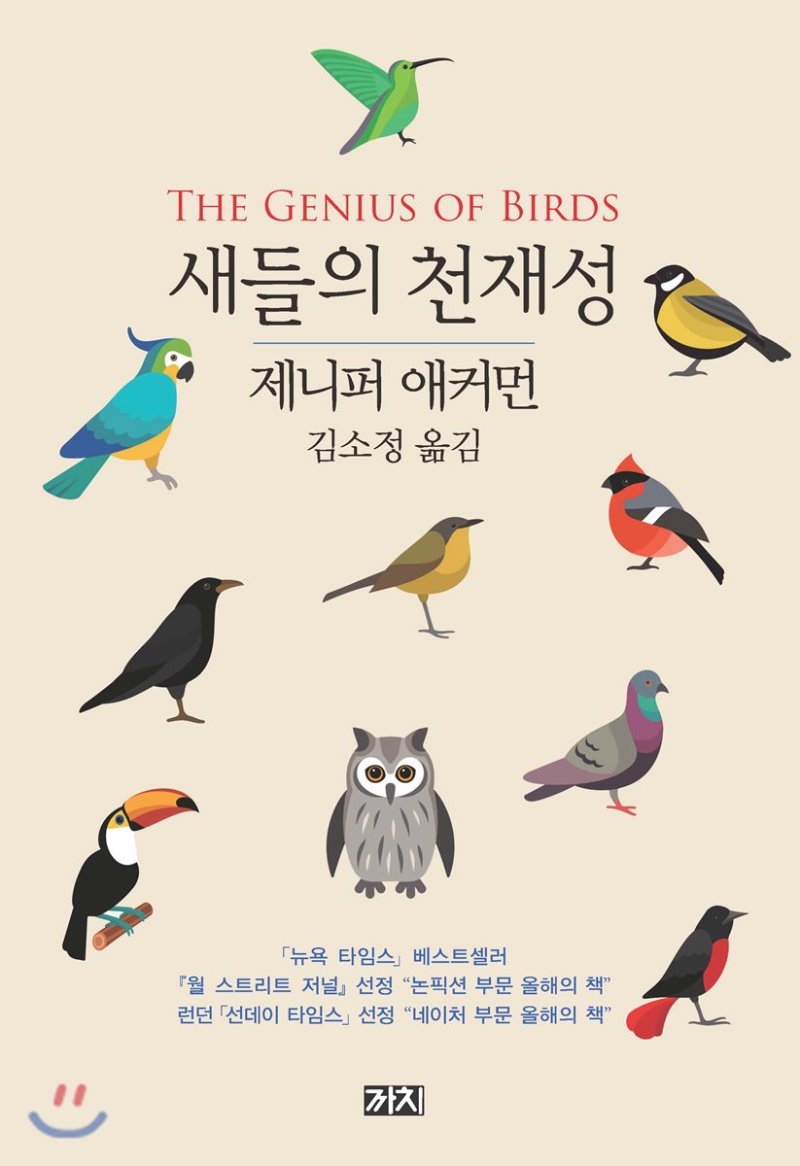 THE GENIUS OF BIRDS
새들의 천재성
제니퍼 애커먼
김소정 옮김
「뉴욕 타임스」 베스트셀러
『월 스트리트 저널』 선정 “논픽션 부문 올해의 책”
런던 「선데이 타임스」 선정 “네이처 부문 올해의 책”
까치